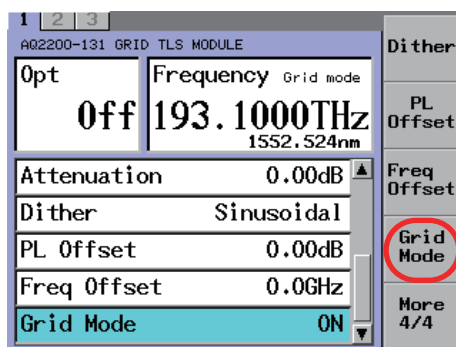 1 2 3
AQ2200-131 GRID TLS MODULE
Opt
Off
Frequency Grid mode
193.1000THz
1552.524nm
Attenuation 0.00dB
Dither Sinusoidal
PL Offset 0.00dB
Freq Offset 0.0GHz
Grid Mode ON
Dither
PL
Offset
Freq
Offset
Grid
Mode
More
4/4